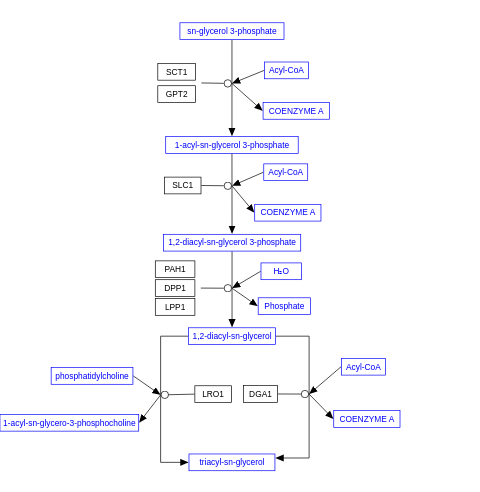 sn-glycerol 3-phosphate
SCT1
Acyl-CoA
GPT2
COENZYME A
1-acyl-sn-glycerol 3-phosphate
Acyl-CoA
SLC1
COENZYME A
1,2-diacyl-sn-glycerol 3-phosphate
PAH1
H₂O
DPP1
LPP1
Phosphate
1,2-diacyl-sn-glycerol
phosphatidylcholine
Acyl-CoA
LRO1
DGA1
1-acyl-sn-glycero-3-phosphocholine
COENZYME A
triacyl-sn-glycerol